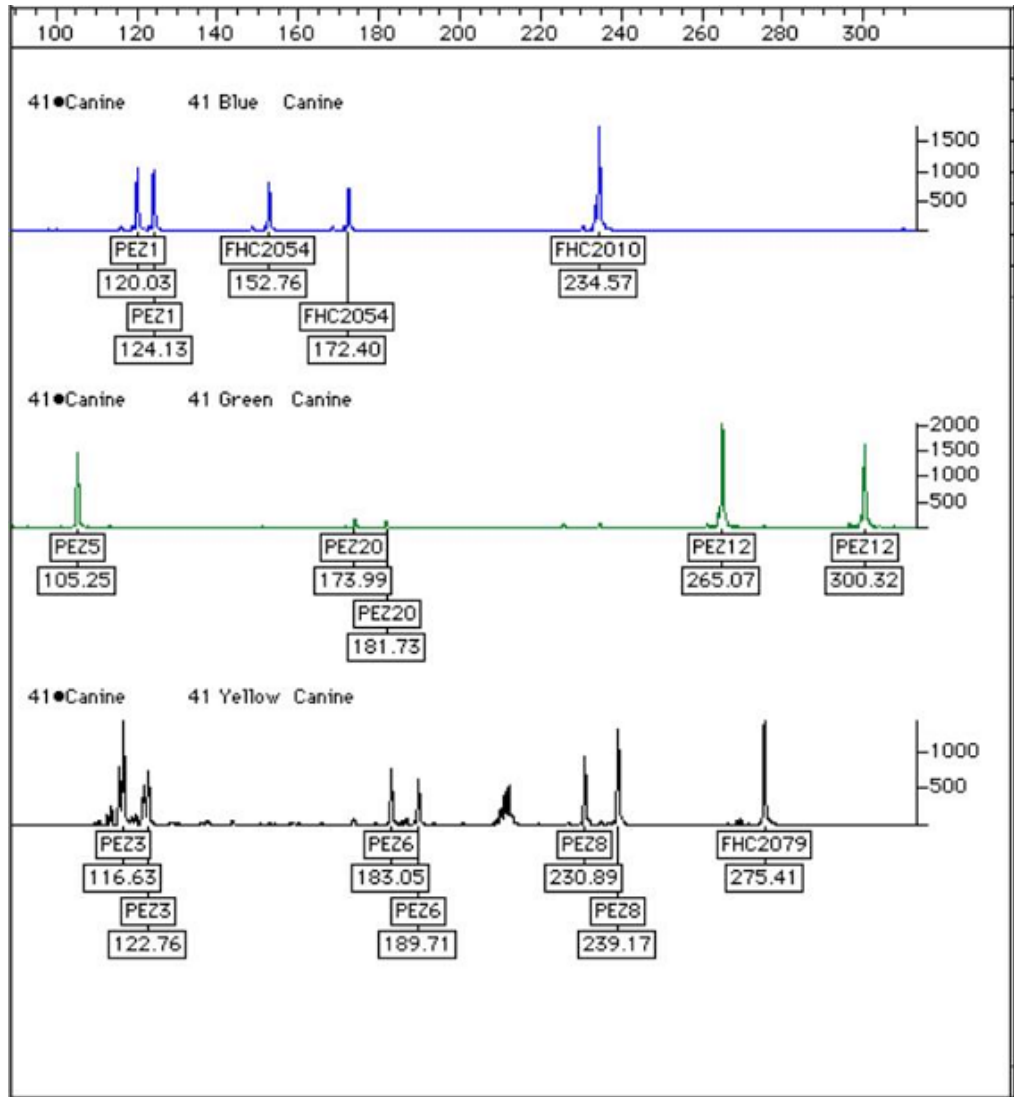 100 120 140 160 180 200 220 240 260 280 300
41●Canine 41 Blue Canine
1500
1000
500
PEZ1 FHC2054 FHC2010
120.03 152.76 234.57
PEZ1 FHC2054
124.13 172.40
41●Canine 41 Green Canine
2000
1500
1000
500
PEZ5 PEZ20 PEZ12 PEZ12
105.25 173.99 265.07 300.32
PEZ20
181.73
41●Canine 41 Yellow Canine
1000
500
PEZ3 PEZ6 PEZ8 FHC2079
116.63 183.05 230.89 275.41
PEZ3 PEZ6 PEZ8
122.76 189.71 239.17